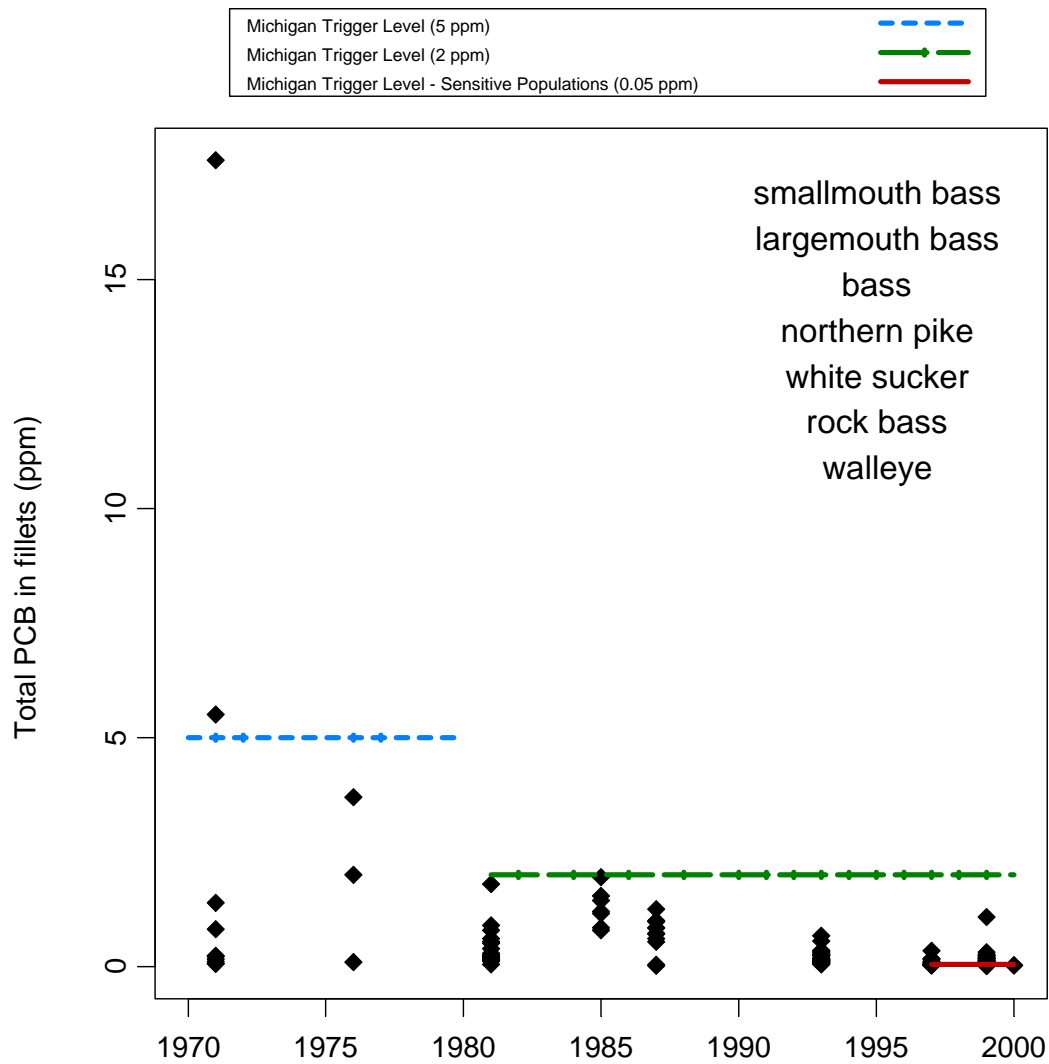 Michigan Trigger Level (5 ppm)
Michigan Trigger Level (2 ppm)
Michigan Trigger Level - Sensitive Populations (0.05 ppm)
smallmouth bass
largemouth bass
bass
northern pike
white sucker
rock bass
walleye
Total PCB in fillets (ppm)
15
10
5
0
1970 1975 1980 1985 1990 1995 2000